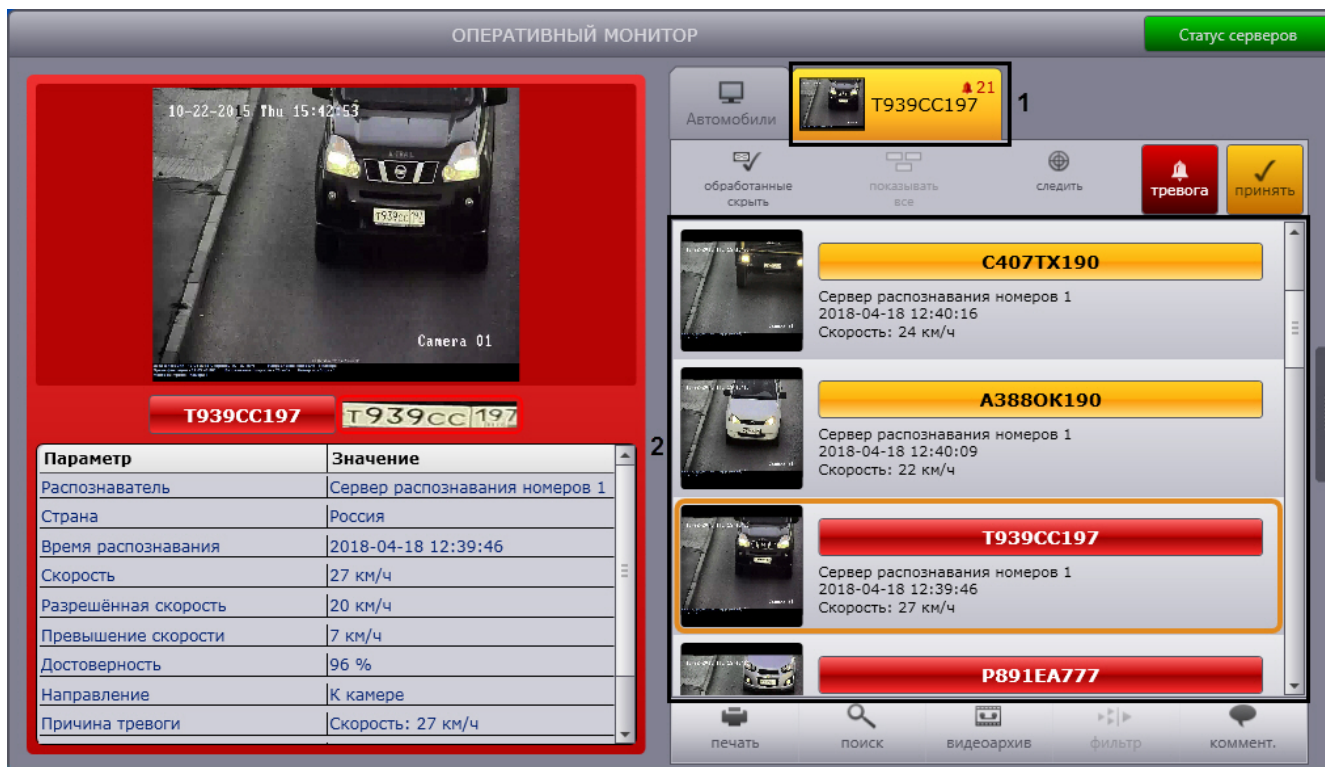 ОПЕРАТИВНЫЙ МОНИТОР
Статус серверов
10-22-2015 Thu 15:42:53
Camera 01
T939CC197
T939CC 197
Параметр Значение
Распознаватель Сервер распознавания номеров 1
Страна Россия
Время распознавания 2018-04-18 12:39:46
Скорость 27 км/ч
Разрешённая скорость 20 км/ч
Превышение скорости 7 км/ч
Достоверность 96 %
Направление К камере
Причина тревоги Скорость: 27 км/ч
Автомобили
21
T939CC197
1
обработанные
скрыть
показывать
все
следить
тревога
принять
2
C407TX190
Сервер распознавания номеров 1
2018-04-18 12:40:16
Скорость: 24 км/ч
A388OK190
Сервер распознавания номеров 1
2018-04-18 12:40:09
Скорость: 22 км/ч
T939CC197
Сервер распознавания номеров 1
2018-04-18 12:39:46
Скорость: 27 км/ч
P891EA777
печать
поиск
видеоархив
фильтр
коммент.